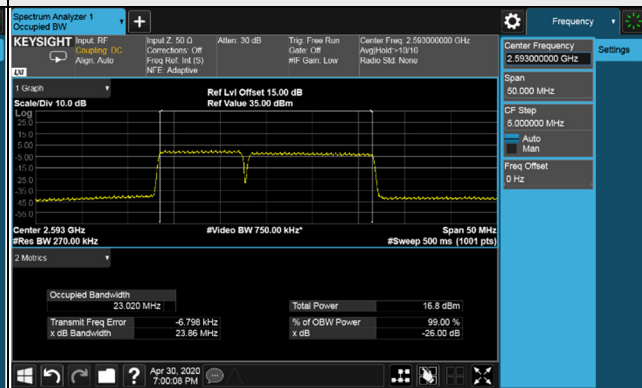 Spectrum Analyzer 1
Occupied BW
Frequency
KEYSIGHT
Input: RF
Coupling: DC
Align: Auto
Input Z: 50 Ω
Corrections: Off
Freq Ref: Int (S)
NFE: Adaptive
Atten: 30 dB
Trig: Free Run
Gate: Off
#IF Gain: Low
Center Freq: 2.593000000 GHz
Avg|Hold:>10/10
Radio Std: None
LXI
Center Frequency
2.593000000 GHz
Settings
Span
50.000 MHz
CF Step
5.000000 MHz
Auto
Man
Freq Offset
0 Hz
1 Graph
Scale/Div 10.0 dB
Ref Lvl Offset 15.00 dB
Ref Value 35.00 dBm
Log
25.0
15.0
5.00
-5.00
-15.0
-25.0
-35.0
-45.0
-55.0
Center 2.593 GHz
#Res BW 270.00 kHz
#Video BW 750.00 kHz*
Span 50 MHz
#Sweep 500 ms (1001 pts)
2 Metrics
Occupied Bandwidth
23.020 MHz
Total Power 16.8 dBm
Transmit Freq Error -6.798 kHz
% of OBW Power 99.00 %
x dB Bandwidth 23.86 MHz
x dB -26.00 dB
?
Apr 30, 2020
7:00:08 PM